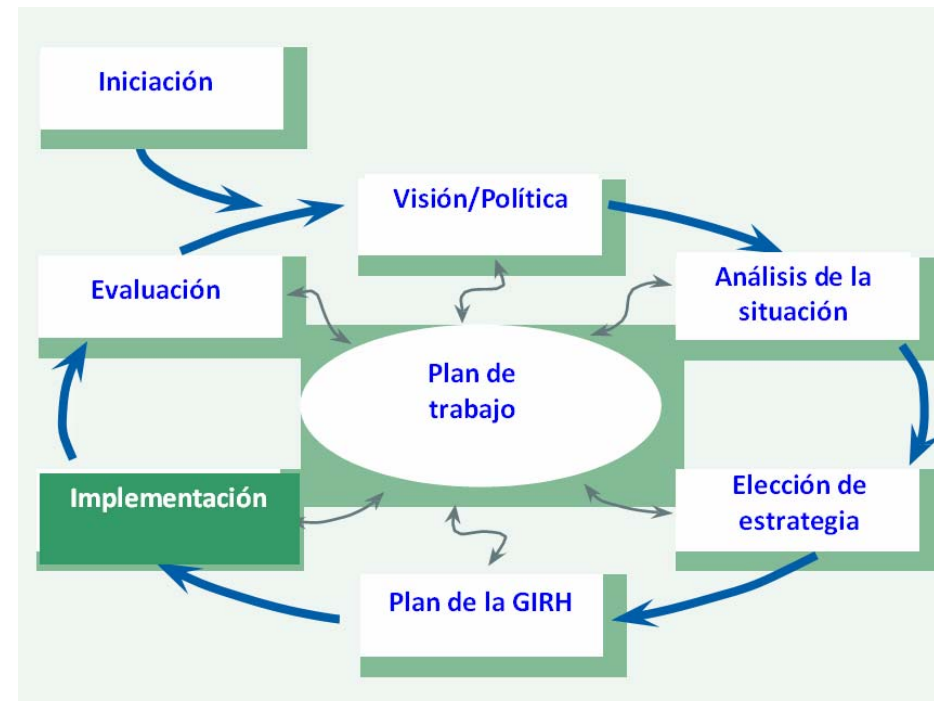 Iniciación
Visión/Política
Evaluación
Análisis de la
situación
Plan de
trabajo
Implementación
Elección de
estrategia
Plan de la GIRH